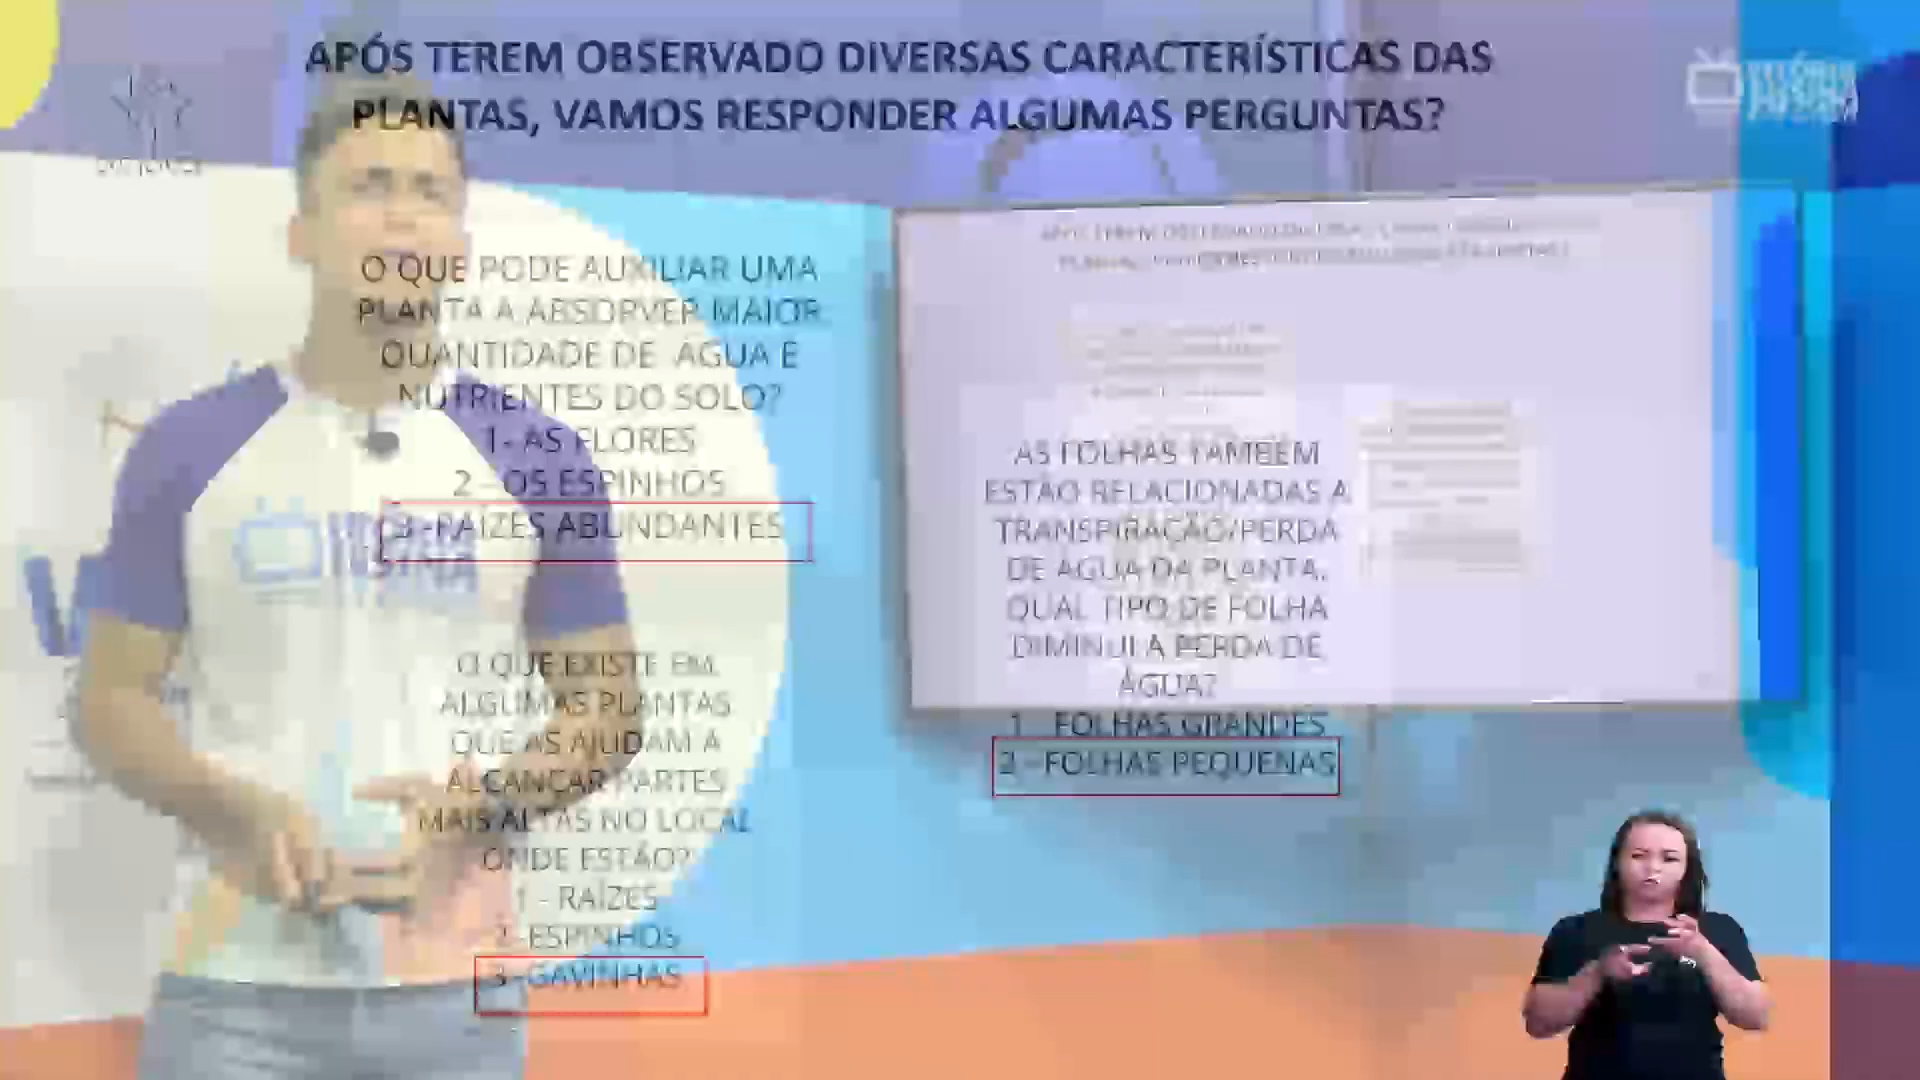 APÓS TEREM OBSERVADO DIVERSAS CARACTERÍSTICAS DAS
PLANTAS, VAMOS RESPONDER ALGUMAS PERGUNTAS?
O QUE PODE AUXILIAR UMA
PLANTA A ABSORVER MAIOR
QUANTIDADE DE ÁGUA E
NUTRIENTES DO SOLO?
1- AS FLORES
2 - OS ESPINHOS
3 -RAÍZES ABUNDANTES
O QUE EXISTE EM
ALGUMAS PLANTAS
QUE AS AJUDAM A
ALCANÇAR PARTES
MAIS ALTAS NO LOCAL
ONDE ESTÃO?
1 - RAÍZES
2 -ESPINHOS
3 -GAVINHAS
AS FOLHAS TAMBÉM
ESTÃO RELACIONADAS A
TRANSPIRAÇÃO/PERDA
DE ÁGUA DA PLANTA.
QUAL TIPO DE FOLHA
DIMINUI A PERDA DE
ÁGUA?
1 - FOLHAS GRANDES
2 - FOLHAS PEQUENAS